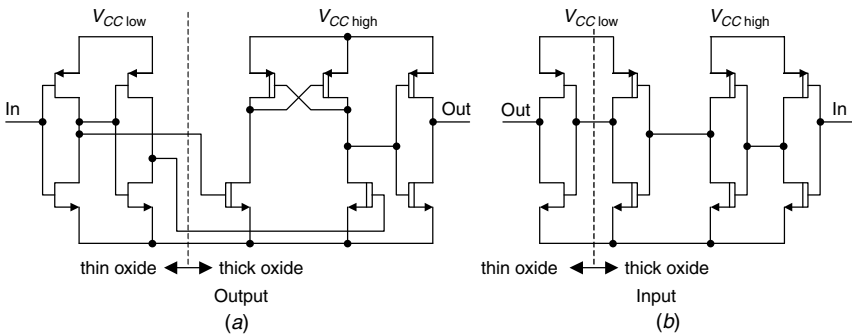 V_CC low V_CC high V_CC low V_CC high
In Out Out In
thin oxide thick oxide thin oxide thick oxide
Output Input
(a) (b)